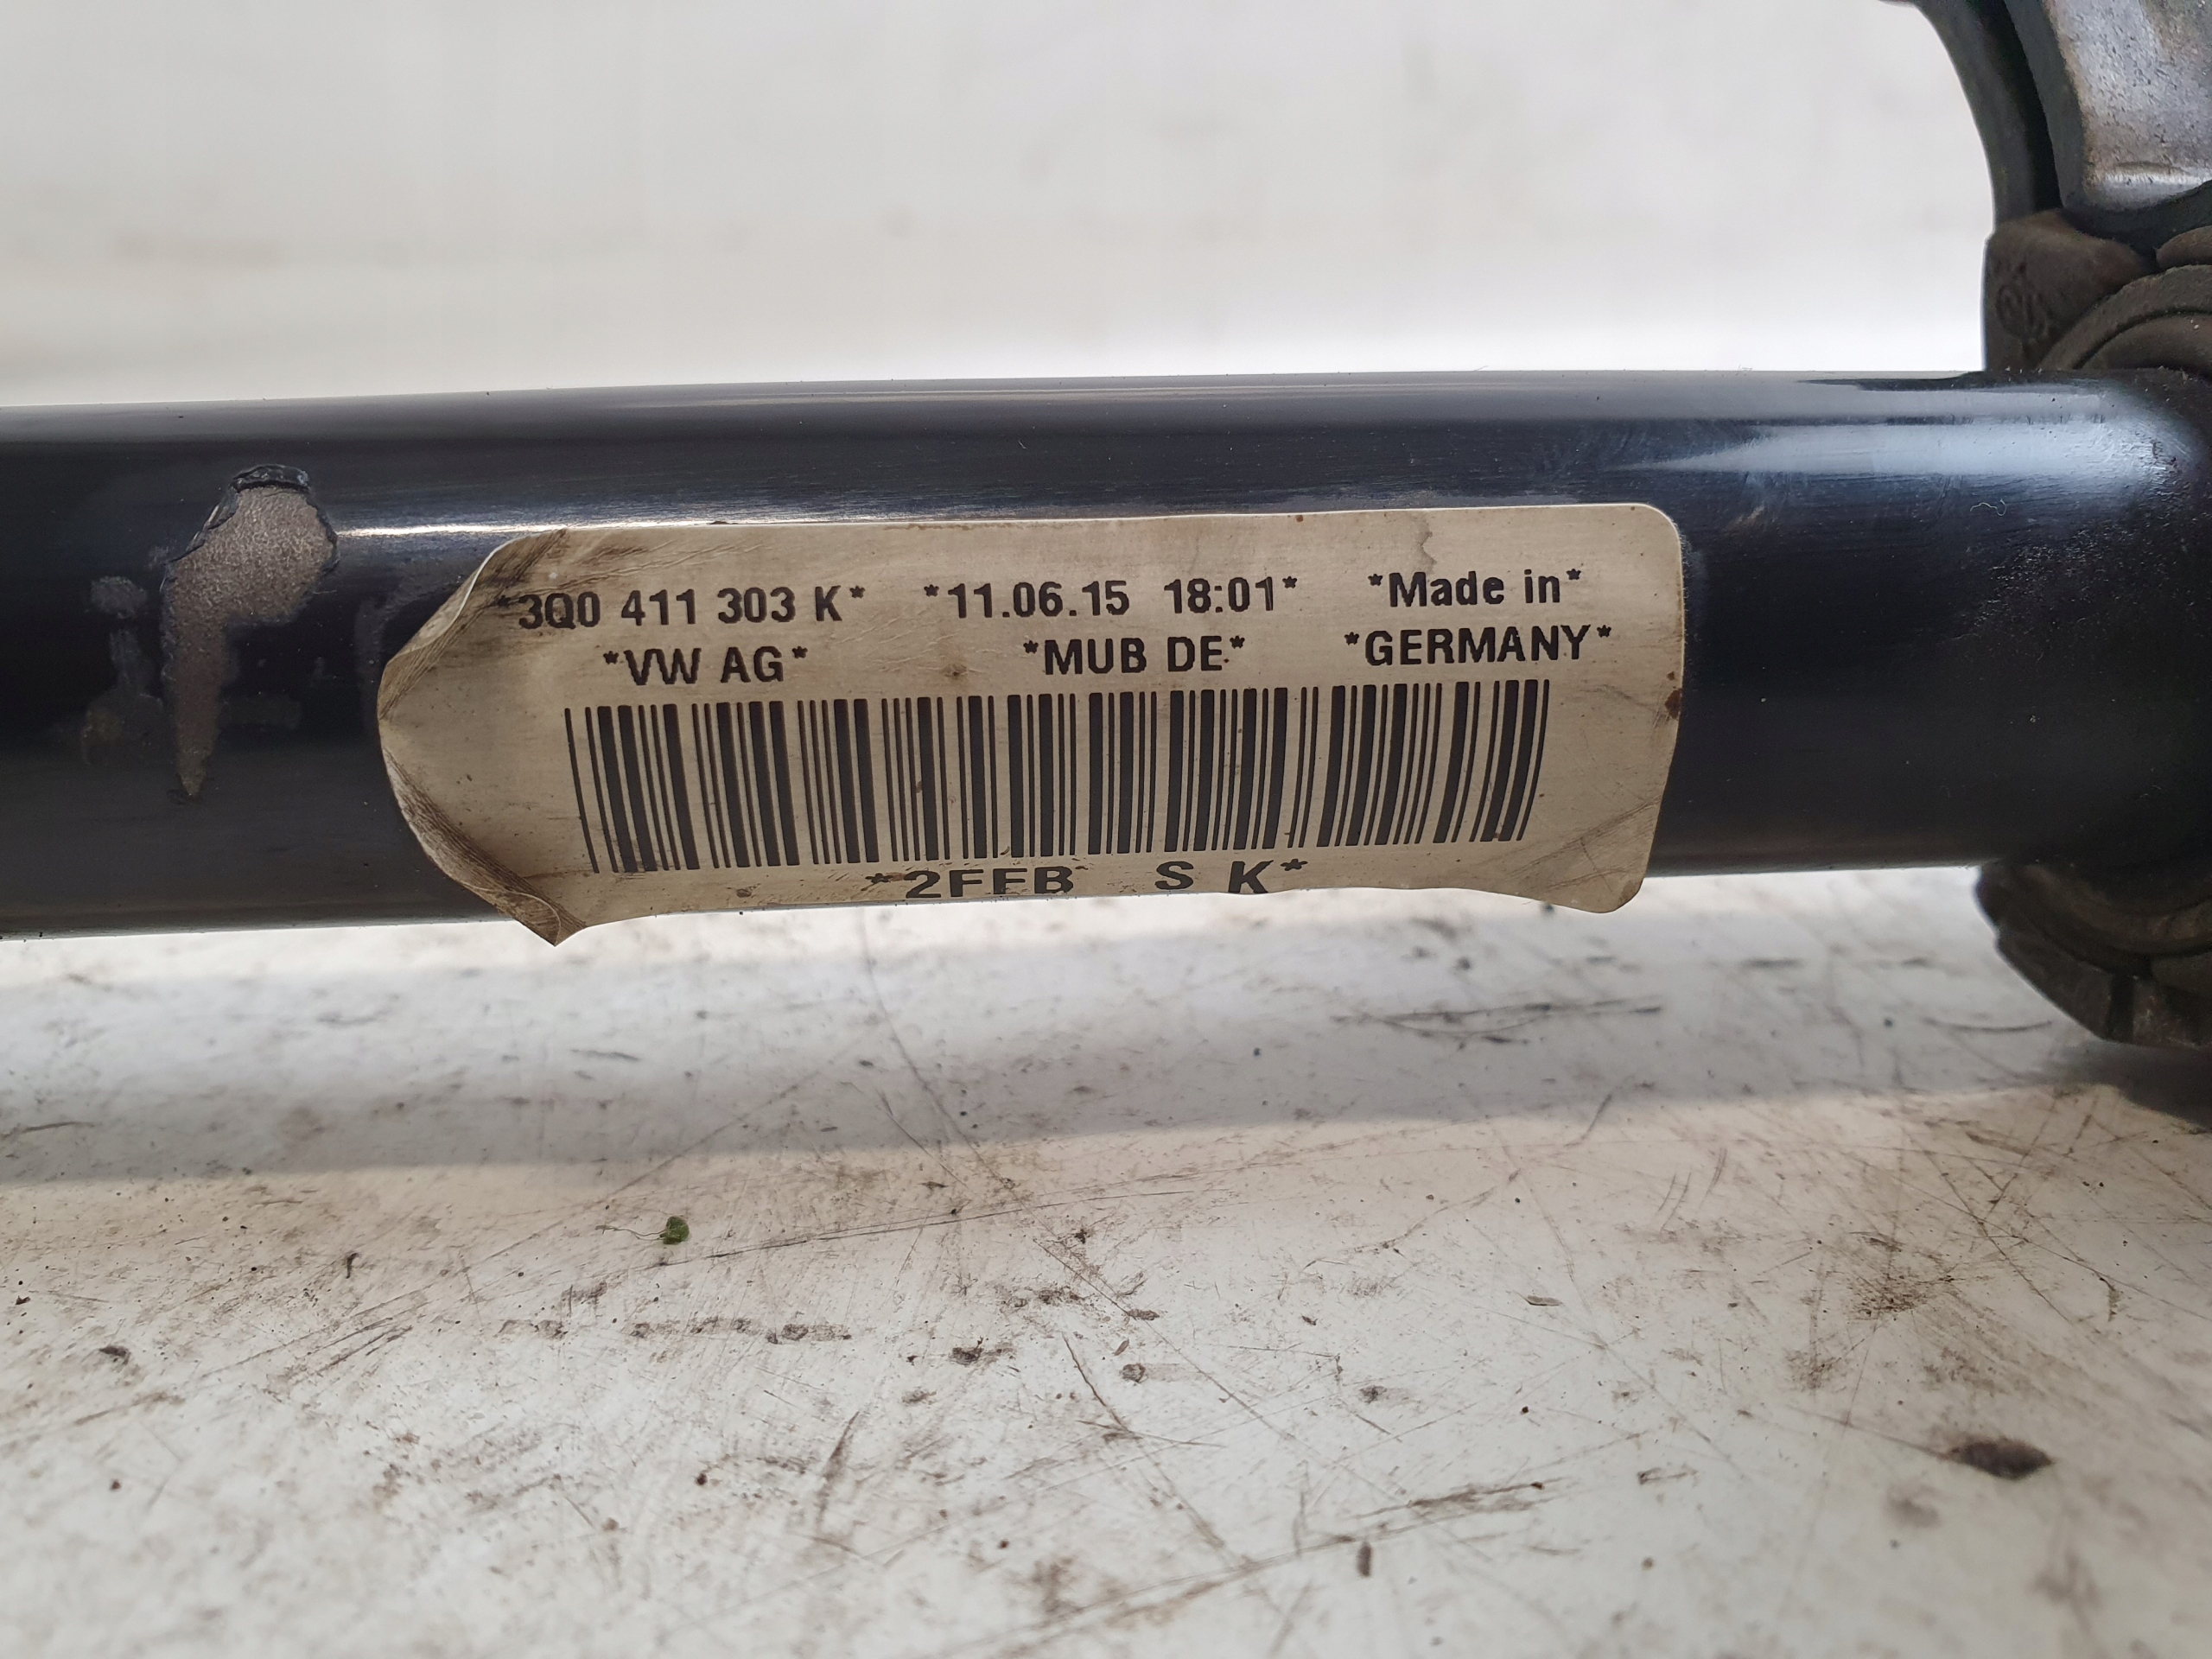 *3Q0 411 303 K* *11.06.15 18:01* *Made in*
*VW AG* *MUB DE* *GERMANY*
*2FFB S K*